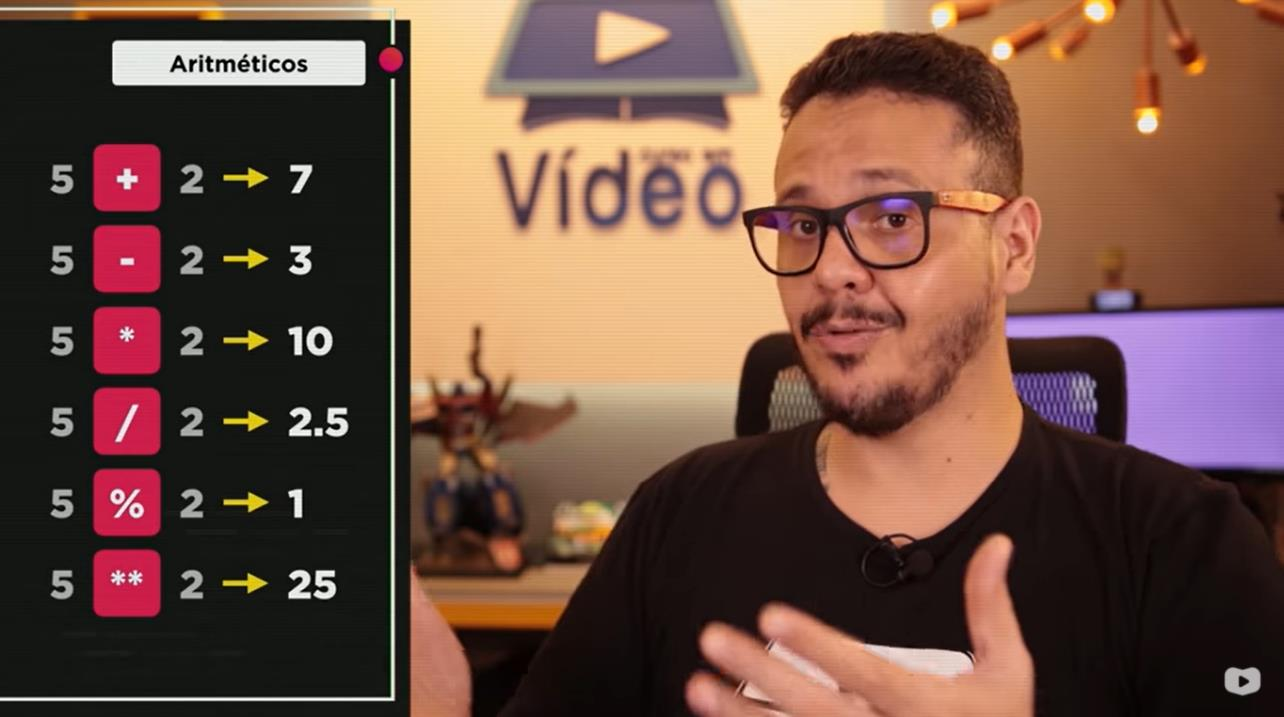 Aritméticos
5 + 2 → 7
5 - 2 → 3
5 * 2 → 10
5 / 2 → 2.5
5 % 2 → 1
5 ** 2 → 25
Vídeo